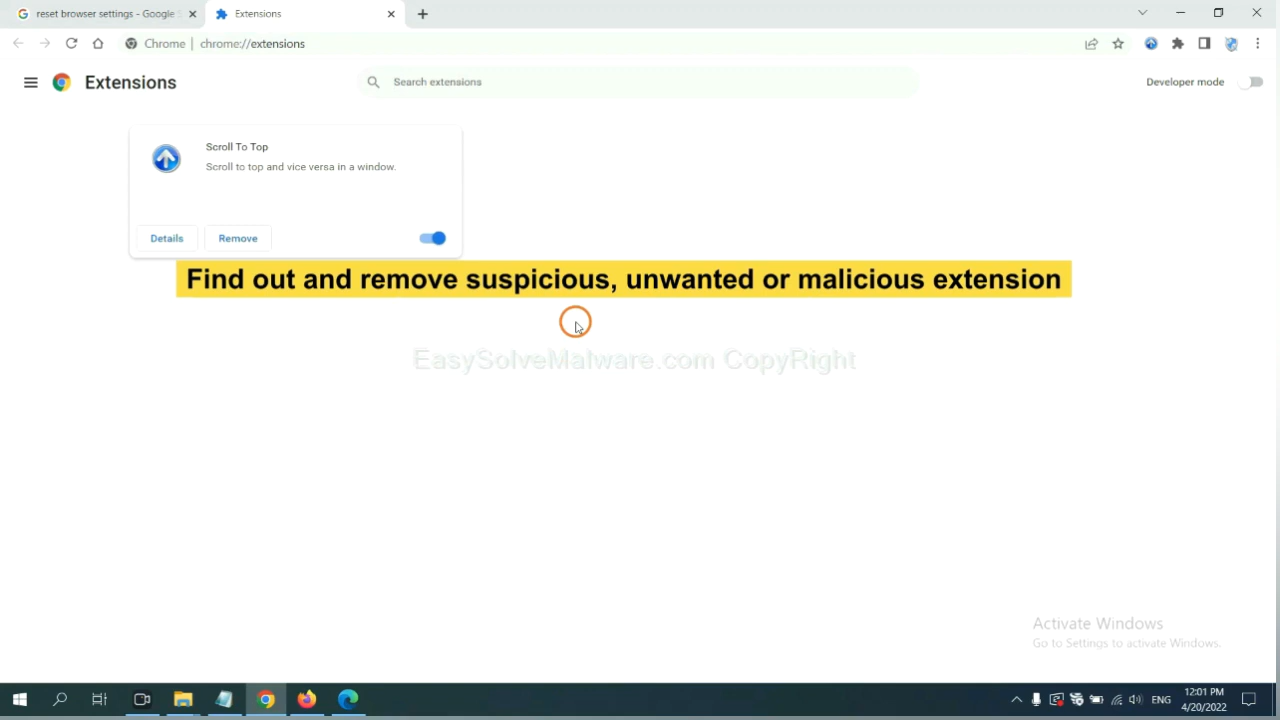 reset browser settings - Google S
Extensions
Chrome | chrome://extensions
Extensions
Search extensions
Developer mode
Scroll To Top
Scroll to top and vice versa in a window.
Details
Remove
Find out and remove suspicious, unwanted or malicious extension
EasySolveMalware.com CopyRight
Activate Windows
Go to Settings to activate Windows.
ENG
12:01 PM
4/20/2022